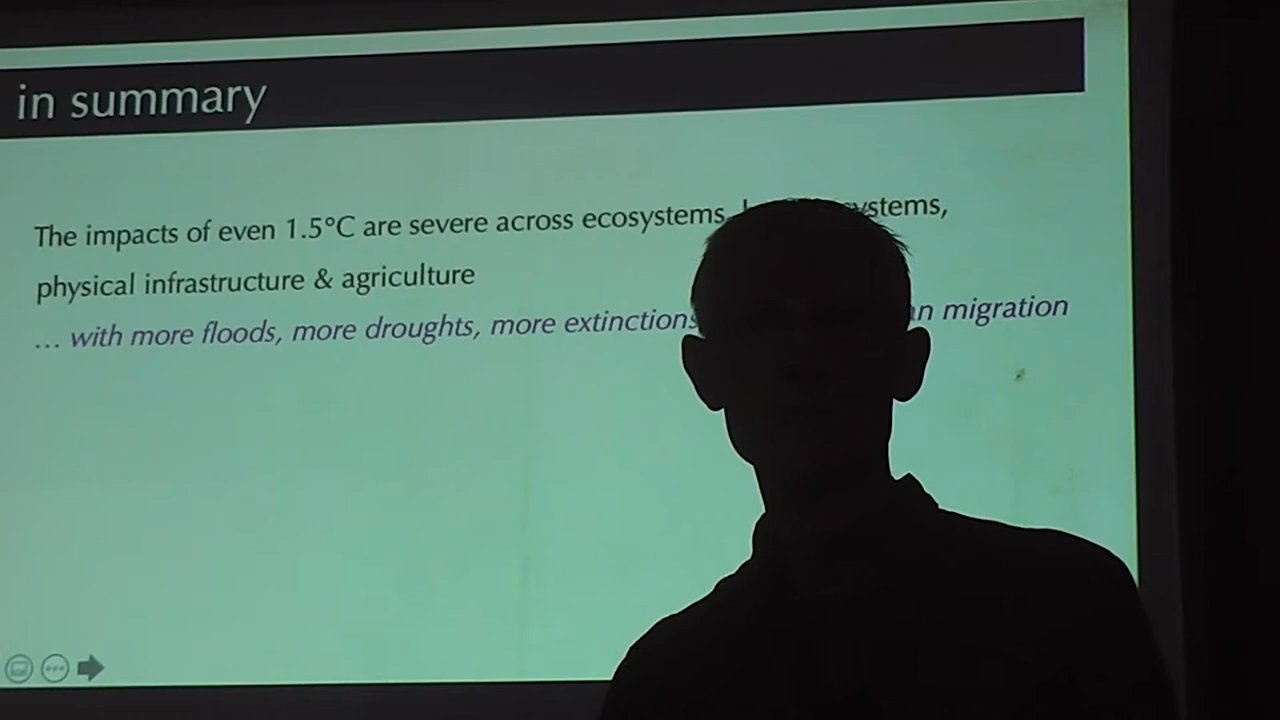 in summary
The impacts of even 1.5°C are severe across ecosystems,
physical infrastructure & agriculture
... with more floods, more droughts, more extinctions migration